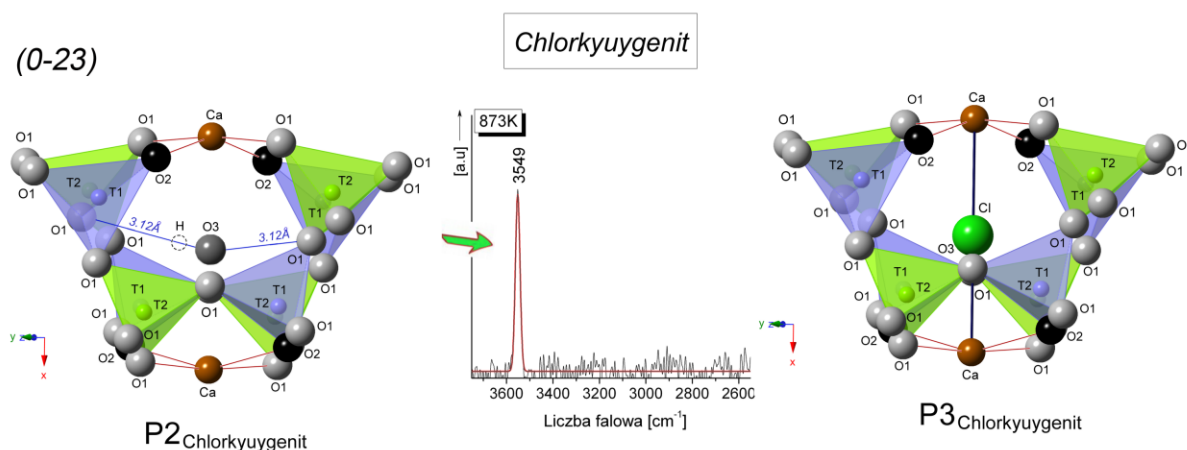 Chlorkyuygenit
(0-23)
Ca
O1
O1
O1
O1
O1
O2
O2
O1
T2
T1
T2
H
O3
T1
O1
O1
3.12Å
3.12Å
O1
O1
O1
O1
T1
T2
O1
T1
T2
O1
O1
O2
O1
O1
O2
O1
Ca
y
z
x
P2Chlorkyuygenit
873K
[a.u]
3549
3600 3400 3200 3000 2800 2600
Liczba falowa [cm-1]
Ca
O1
O1
O1
O
O1
O2
O2
T2
T1
T2
T1
O1
Cl
O1
O1
O1
O3
O1
O1
T1
T2
O1
T1
T2
O1
O2
O1
O2
O1
O1
Ca
y
z
x
P3Chlorkyuygenit